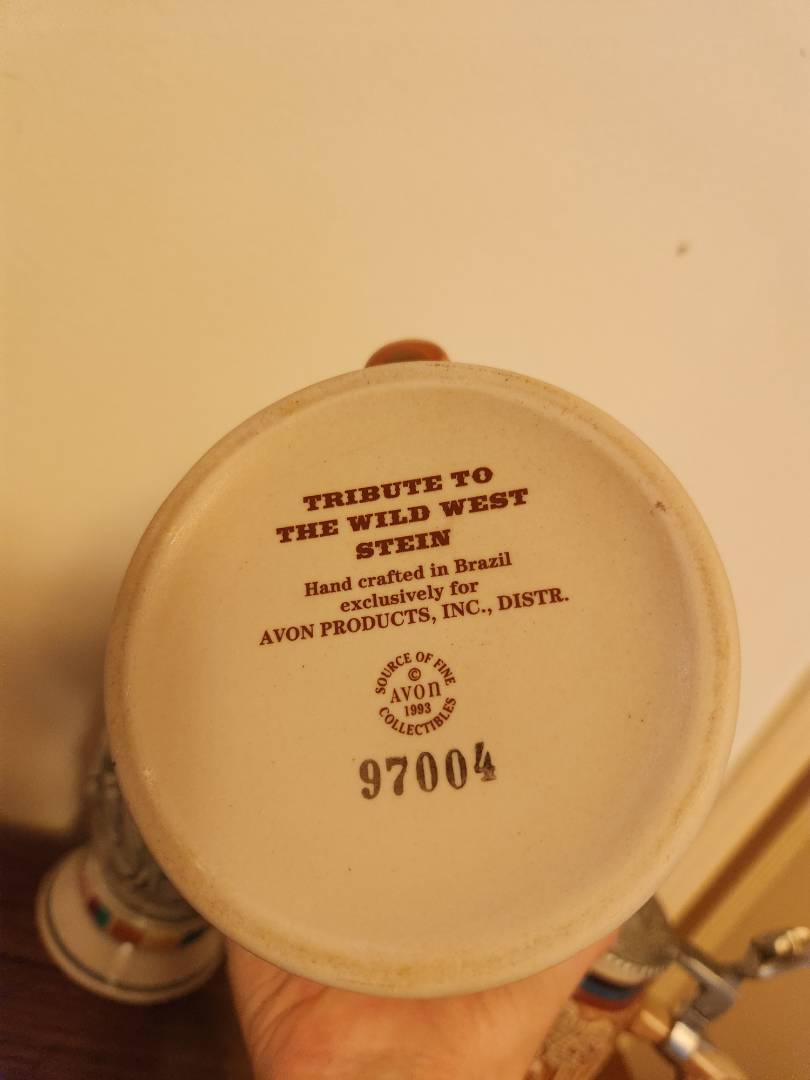 TRIBUTE TO
THE WILD WEST
STEIN
Hand crafted in Brazil
exclusively for
AVON PRODUCTS, INC., DISTR.
SOURCE OF FINE
©
AVON
1993
COLLECTIBLES
97004